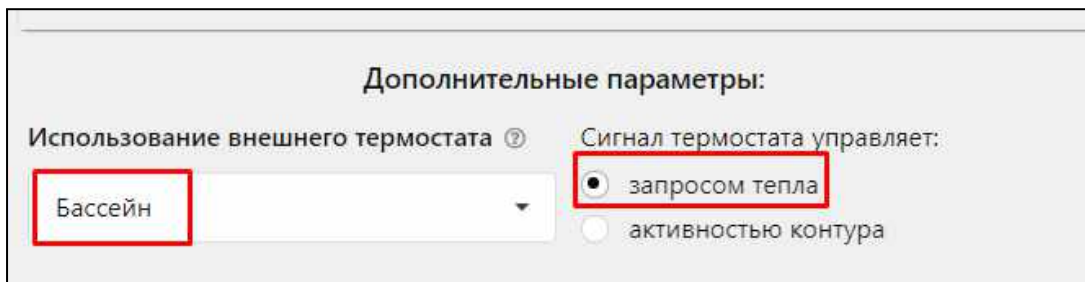 Дополнительные параметры:
Использование внешнего термостата ?
Сигнал термостата управляет:
Бассейн
запросом тепла
активностью контура